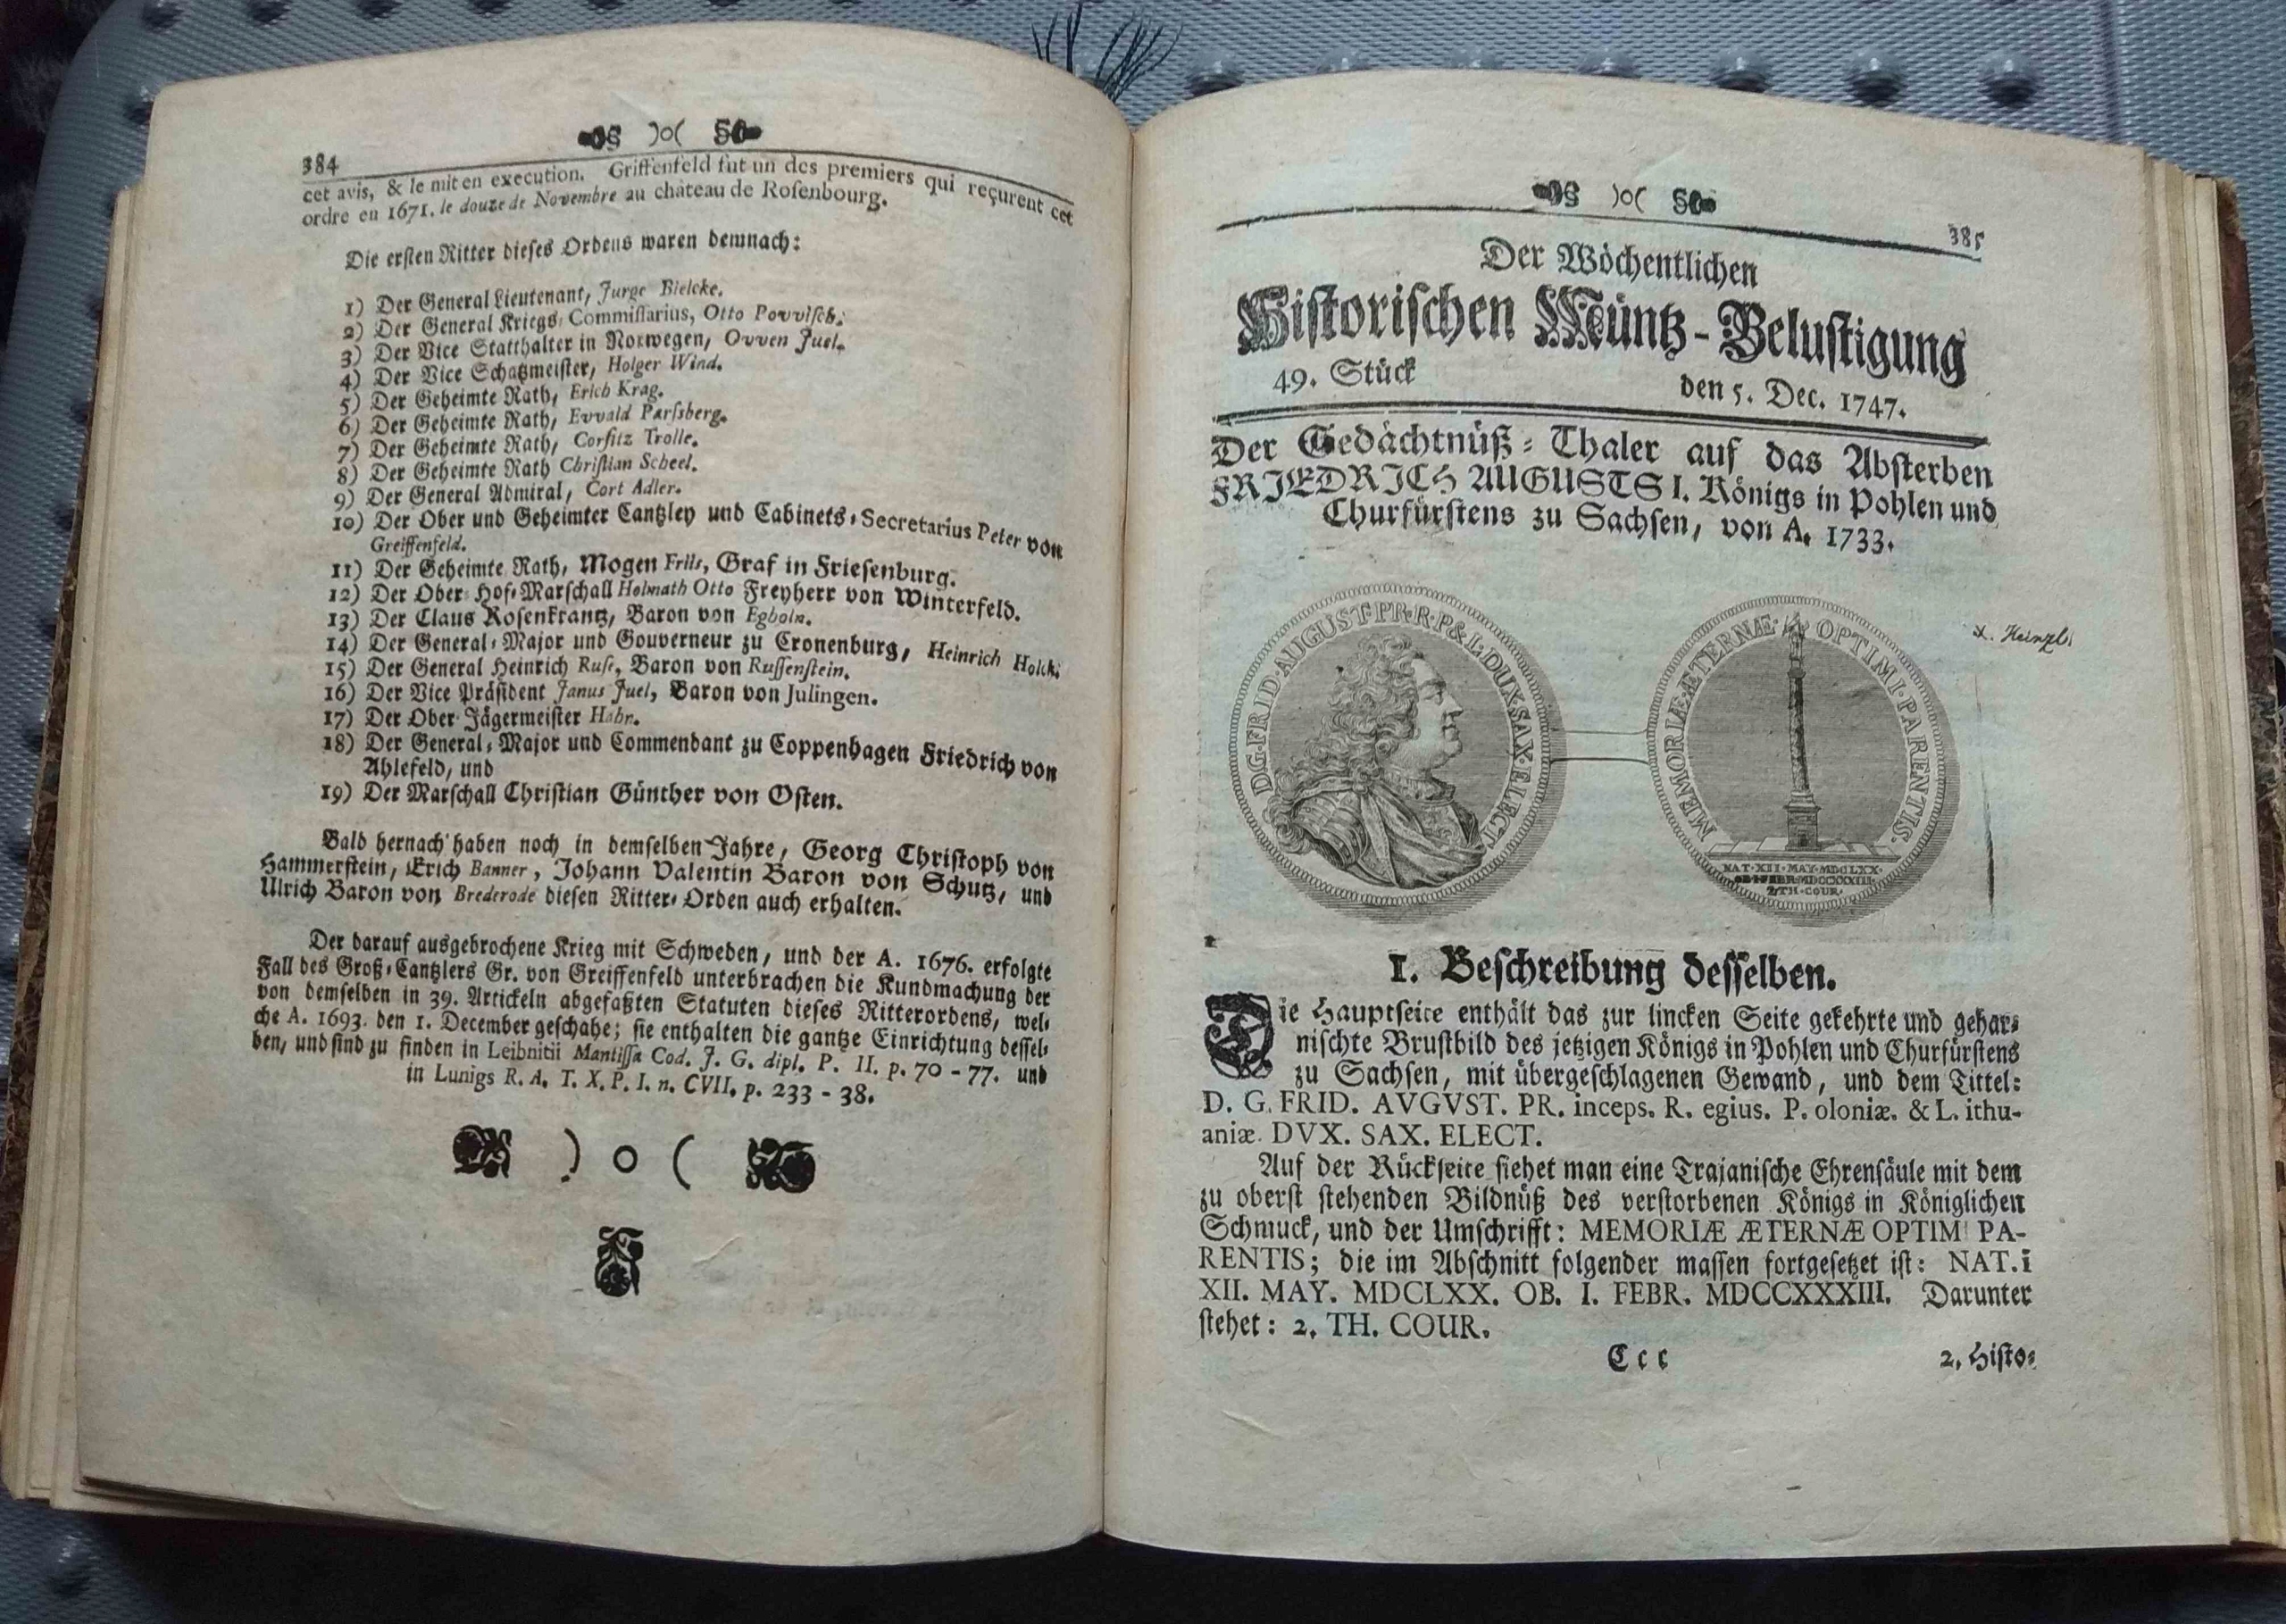 384
cet avis, & le mit en execution. Griffenfeld fut un des premiers qui reçurent cet
ordre en 1671. le douze de Novembre au château de Rosenbourg.
Die ersten Ritter dieses Ordens waren demnach:
1) Der General Lieutenant, Jurge Bielcke.
2) Der General Kriegs, Commissarius, Otto Povvisch.
3) Der Vice Statthalter in Norwegen, Ovven Juel.
4) Der Vice Schatzmeister, Holger Wind.
5) Der Geheimte Rath, Erich Krag.
6) Der Geheimte Rath, Evvald Parssberg.
7) Der Geheimte Rath, Corfitz Trolle.
8) Der Geheimte Rath Christian Scheel.
9) Der General Admiral, Cort Adler.
10) Der Ober und Geheimter Cantzley und Cabinets-Secretarius Peter von
Greiffenfeld.
11) Der Geheimte Rath, Mogen Friis, Graf in Friesenburg.
12) Der Ober-Hof-Marschall Helmath Otto Freyherr von Winterfeld.
13) Der Claus Rosenkrantz, Baron von Egholm.
14) Der General-Major und Gouverneur zu Cronenburg, Heinrich Holck.
15) Der General Heinrich Ruse, Baron von Russenstein.
16) Der Vice Präsident Janus Juel, Baron von Julingen.
17) Der Ober-Jägermeister Hahn.
18) Der General-Major und Commendant zu Coppenhagen Friedrich von
Ahlefeld, und
19) Der Marschall Christian Günther von Osten.
Bald hernach haben noch in demselben Jahre, Georg Christoph von
Hammerstein, Erich Banner, Johann Valentin Baron von Schutz, und
Ulrich Baron von Brederode diesen Ritter-Orden auch erhalten.
Der darauf ausgebrochene Krieg mit Schweden, und der A. 1676. erfolgte
Fall des Groß-Cantzlers Gr. von Greiffenfeld unterbrachen die Kundmachung der
von demselben in 39. Artickeln abgefaßten Statuten dieses Ritterordens, wel-
che A. 1693. den 1. December geschahe; sie enthalten die gantze Einrichtung dessel-
ben, und sind zu finden in Leibnitii Mantissa Cod. J. G. dipl. P. II. p. 70 - 77. und
in Lunigs R. A. T. X. P. I. n. CVII. p. 233 - 38.
385
Der Wöchentlichen
Historischen Müntz-Belustigung
49. Stück den 5. Dec. 1747.
Der Gedächtnüß-Thaler auf das Absterben
FRIEDRICH AUGUSTS I. Königs in Pohlen und
Churfürstens zu Sachsen, von A. 1733.
D.G.FRID.AUGUST.PR.R.P&L.DUX.SAX.ELECT
MEMORIÆ·ÆTERNÆ·OPTIMI·PARENTIS·
NAT·XII·MAY·MDCLXX·
OB·I·FEBR·MDCCXXXIII·
2·TH·COUR·
x. Heinzl.
1. Beschreibung desselben.
Die Hauptseite enthält das zur lincken Seite gekehrte und gehar-
nischte Brustbild des jetzigen Königs in Pohlen und Churfürstens
zu Sachsen, mit übergeschlagenen Gewand, und dem Tittel:
D. G. FRID. AVGVST. PR. inceps. R. egius. P. oloniæ. & L. ithu-
aniæ. DVX. SAX. ELECT.
Auf der Rückseite siehet man eine Trajanische Ehrensäule mit dem
zu oberst stehenden Bildnüß des verstorbenen Königs in Königlichen
Schmuck, und der Umschrifft: MEMORIÆ ÆTERNÆ OPTIMI PA-
RENTIS; die im Abschnitt folgender massen fortgesetzet ist: NAT. i
XII. MAY. MDCLXX. OB. I. FEBR. MDCCXXXIII. Darunter
stehet: 2. TH. COUR.
Ccc 2. Histo-